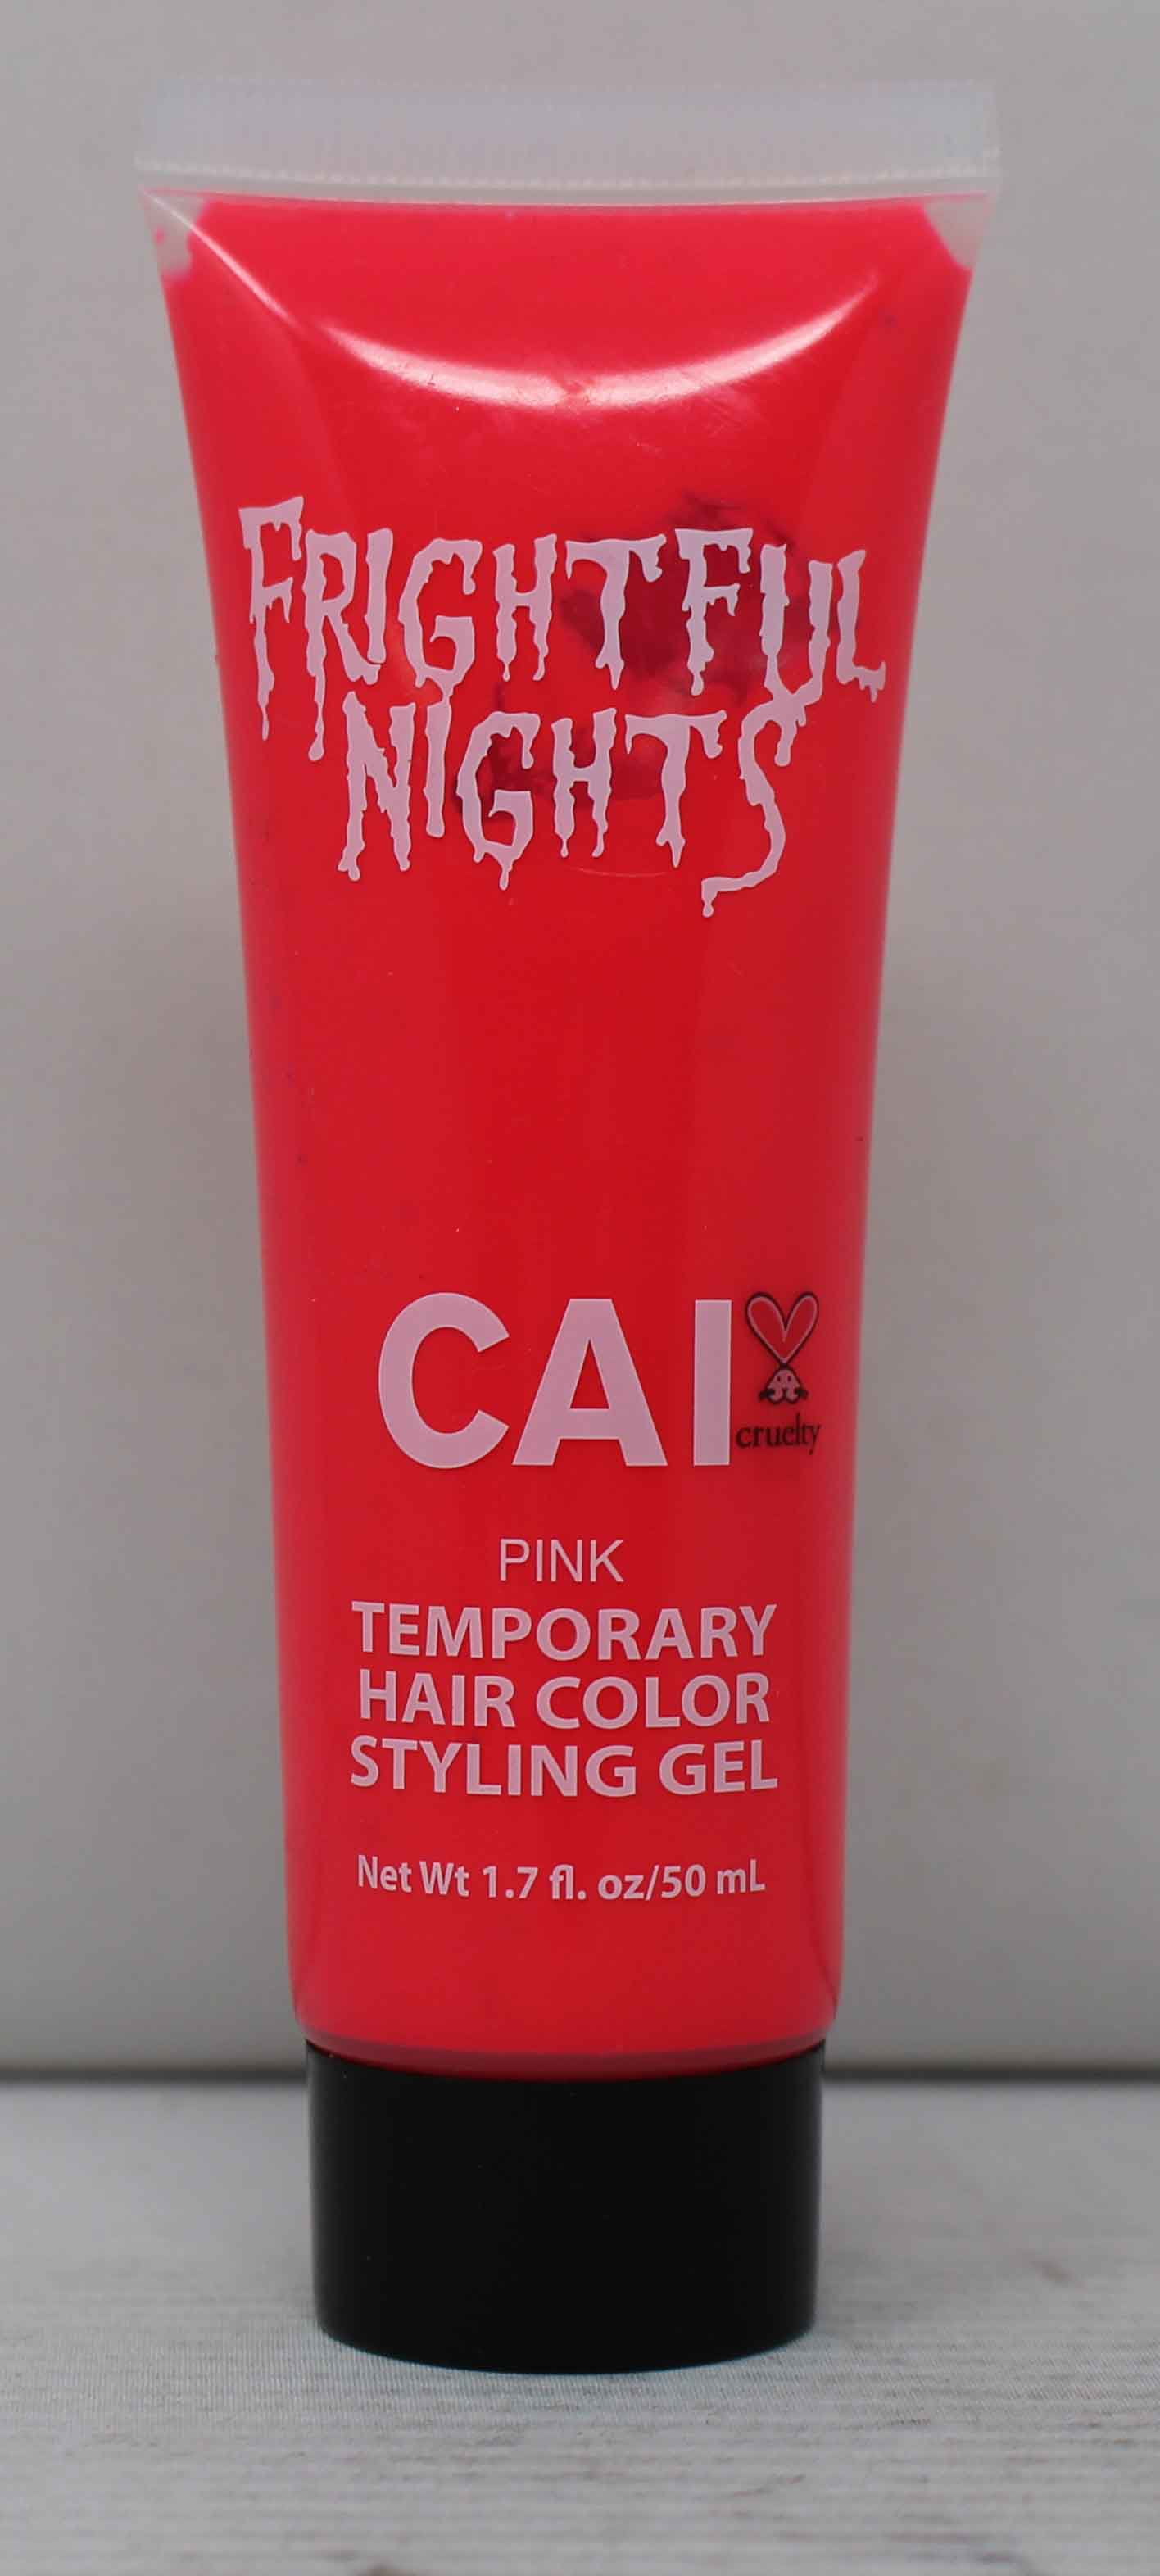 FRIGHTFUL
NIGHTS
CAI
cruelty
PINK
TEMPORARY
HAIR COLOR
STYLING GEL
Net Wt 1.7 fl. oz/50 mL